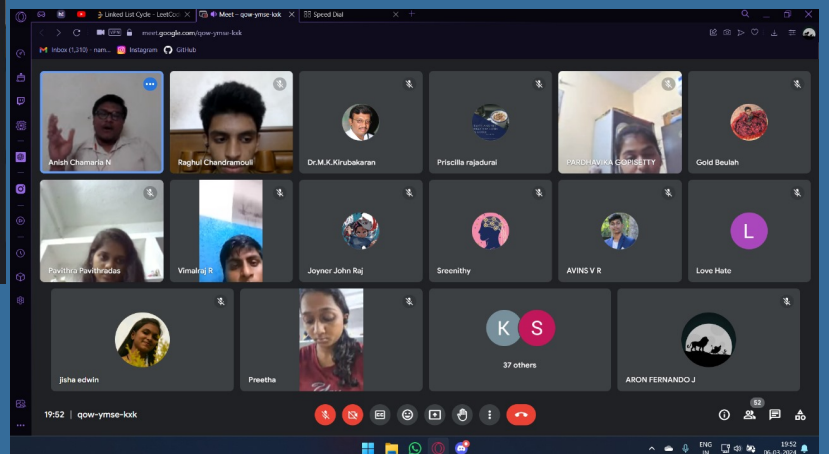 Linked List Cycle - LeetCod
Meet – qow-ymse-kxk
Speed Dial
VPN
meet.google.com/qow-ymse-kxk
Inbox (1,310) - nam...
Instagram
GitHub
Anish Chamaria N
Raghul Chandramouli
Dr.M.K.Kirubakaran
Priscilla rajadurai
PARDHAVIKA GOPISETTY
Gold Beulah
Pavithra Pavithradas
Vimalraj R
Joyner John Raj
Sreenithy
AVINS V R
L
Love Hate
jisha edwin
Preetha
K S
37 others
ARON FERNANDO J
19:52 | qow-ymse-kxk
52
ENG
IN
19:52
06-03-2024